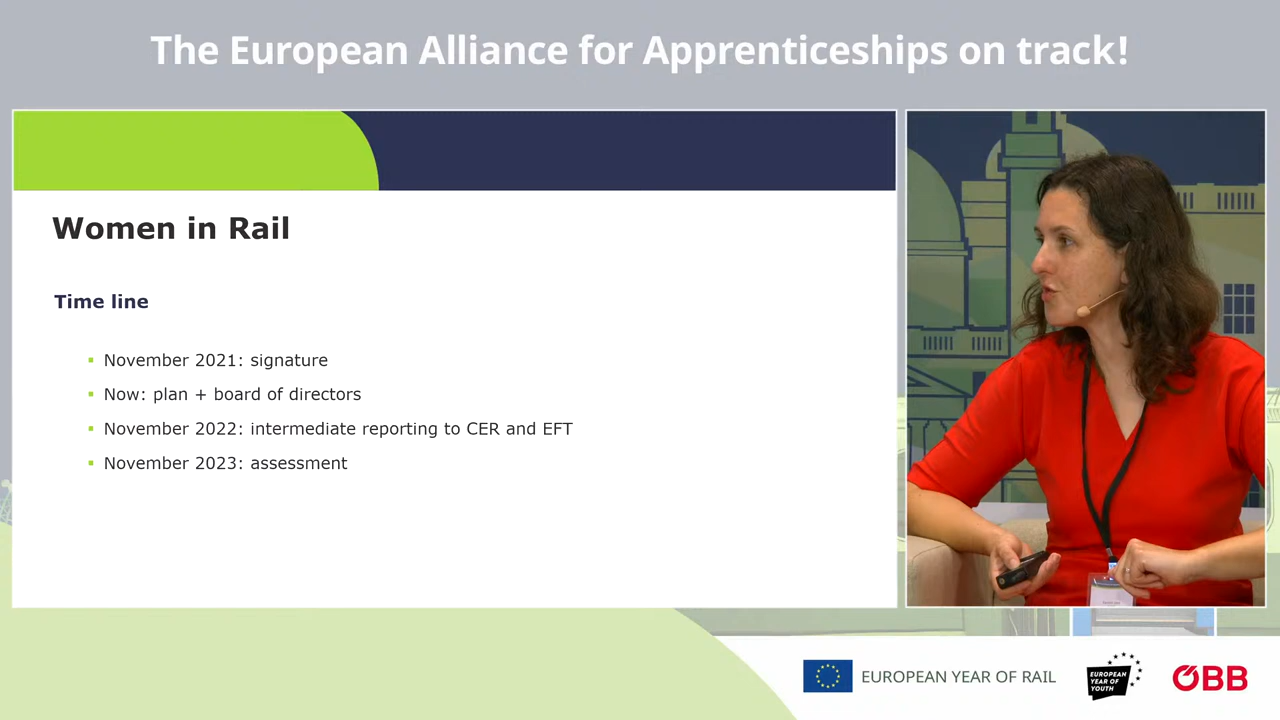 The European Alliance for Apprenticeships on track!
Women in Rail
Time line
November 2021: signature
Now: plan + board of directors
November 2022: intermediate reporting to CER and EFT
November 2023: assessment
EUROPEAN YEAR OF RAIL
EUROPEAN
YEAR OF
YOUTH
ÖBB